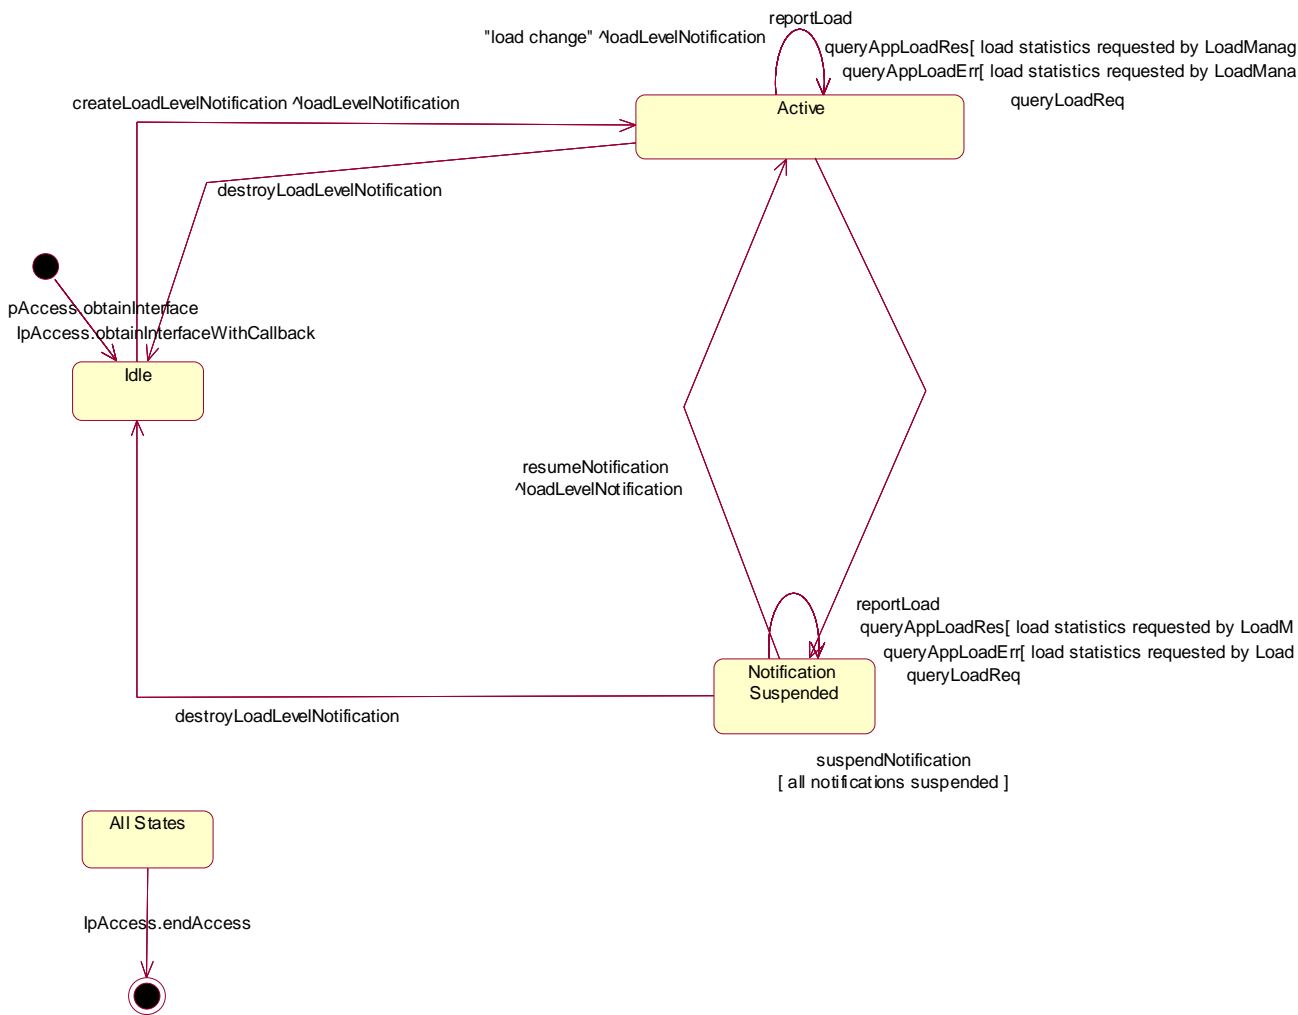 reportLoad
"load change" ^loadLevelNotification
queryAppLoadRes[ load statistics requested by LoadManag
queryAppLoadErr[ load statistics requested by LoadMana
queryLoadReq
createLoadLevelNotification ^loadLevelNotification
Active
destroyLoadLevelNotification
pAccess.obtainInterface
IpAccess.obtainInterfaceWithCallback
Idle
resumeNotification
^loadLevelNotification
reportLoad
queryAppLoadRes[ load statistics requested by LoadM
queryAppLoadErr[ load statistics requested by Load
queryLoadReq
Notification
Suspended
destroyLoadLevelNotification
suspendNotification
[ all notifications suspended ]
All States
IpAccess.endAccess